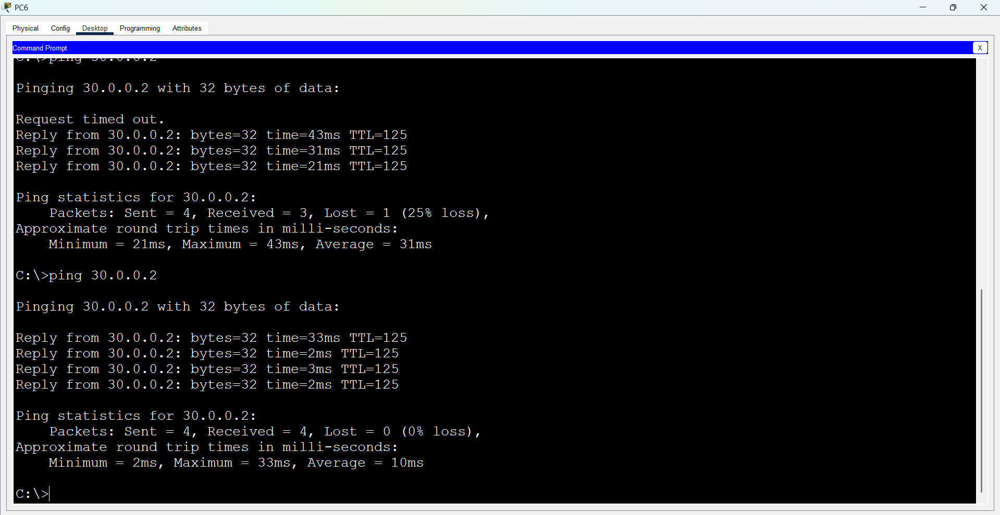 PC6
Physical Config Desktop Programming Attributes
Command Prompt
X
C:\>ping 30.0.0.2
Pinging 30.0.0.2 with 32 bytes of data:
Request timed out.
Reply from 30.0.0.2: bytes=32 time=43ms TTL=125
Reply from 30.0.0.2: bytes=32 time=31ms TTL=125
Reply from 30.0.0.2: bytes=32 time=21ms TTL=125
Ping statistics for 30.0.0.2:
Packets: Sent = 4, Received = 3, Lost = 1 (25% loss),
Approximate round trip times in milli-seconds:
Minimum = 21ms, Maximum = 43ms, Average = 31ms
C:\>ping 30.0.0.2
Pinging 30.0.0.2 with 32 bytes of data:
Reply from 30.0.0.2: bytes=32 time=33ms TTL=125
Reply from 30.0.0.2: bytes=32 time=2ms TTL=125
Reply from 30.0.0.2: bytes=32 time=3ms TTL=125
Reply from 30.0.0.2: bytes=32 time=2ms TTL=125
Ping statistics for 30.0.0.2:
Packets: Sent = 4, Received = 4, Lost = 0 (0% loss),
Approximate round trip times in milli-seconds:
Minimum = 2ms, Maximum = 33ms, Average = 10ms
C:\>